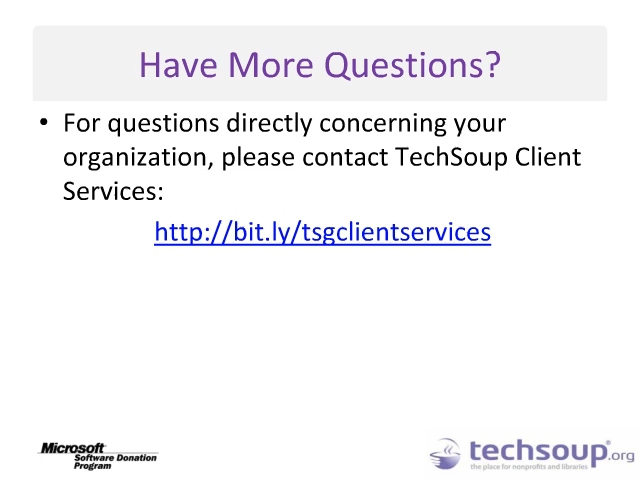 Have More Questions?
• For questions directly concerning your
organization, please contact TechSoup Client
Services:
http://bit.ly/tsgclientservices
Microsoft
Software Donation
Program
techsoup®.org
the place for nonprofits and libraries